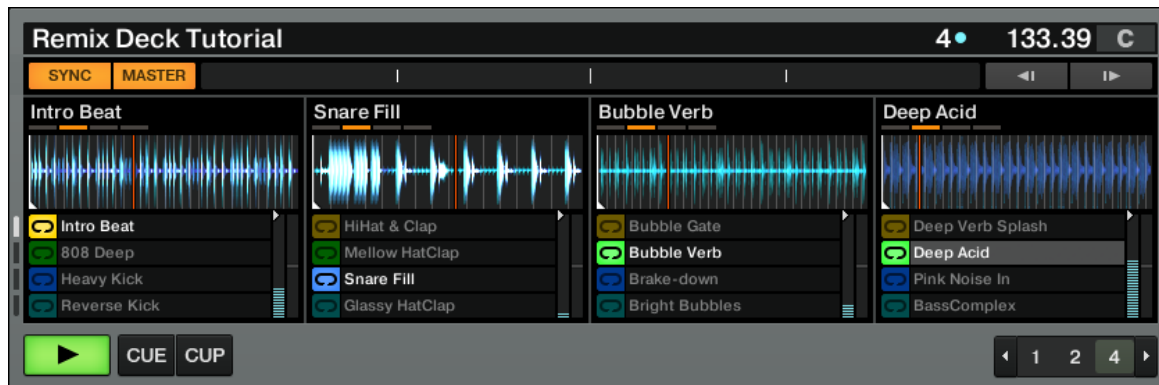 Remix Deck Tutorial 4 133.39 C
SYNC MASTER
Intro Beat Snare Fill Bubble Verb Deep Acid
Intro Beat HiHat & Clap Bubble Gate Deep Verb Splash
808 Deep Mellow HatClap Bubble Verb Deep Acid
Heavy Kick Snare Fill Brake-down Pink Noise In
Reverse Kick Glassy HatClap Bright Bubbles BassComplex
CUE CUP 1 2 4